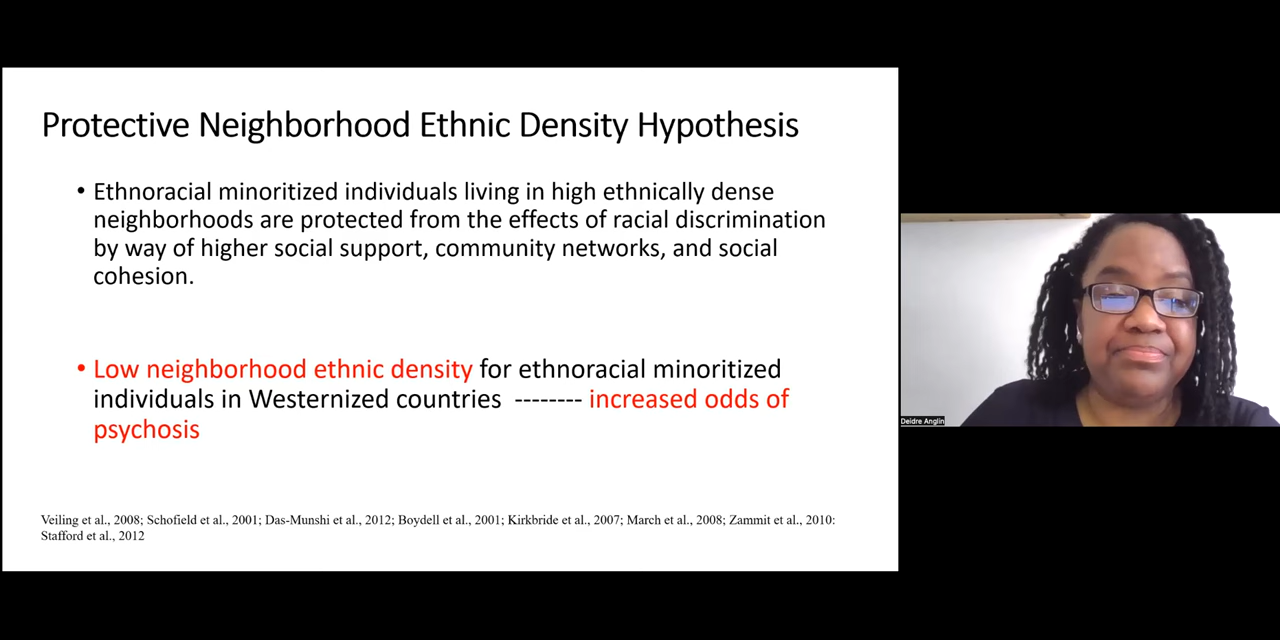 Protective Neighborhood Ethnic Density Hypothesis
• Ethnoracial minoritized individuals living in high ethnically dense
neighborhoods are protected from the effects of racial discrimination
by way of higher social support, community networks, and social
cohesion.
• Low neighborhood ethnic density for ethnoracial minoritized
individuals in Westernized countries -------- increased odds of
psychosis
Veiling et al., 2008; Schofield et al., 2001; Das-Munshi et al., 2012; Boydell et al., 2001; Kirkbride et al., 2007; March et al., 2008; Zammit et al., 2010:
Stafford et al., 2012
Deidre Anglin